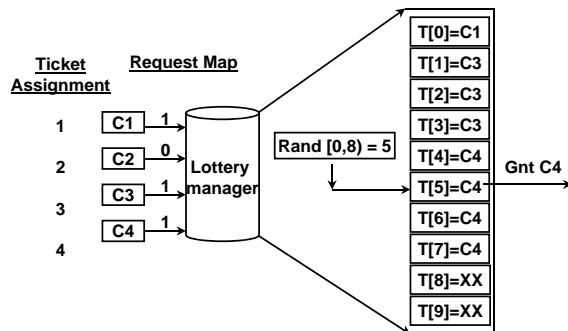 Ticket
Assignment
Request Map
1
2
3
4
C1
1
C2
0
C3
1
C4
1
Lottery
manager
Rand [0,8) = 5
T[0]=C1
T[1]=C3
T[2]=C3
T[3]=C3
T[4]=C4
T[5]=C4
T[6]=C4
T[7]=C4
T[8]=XX
T[9]=XX
Gnt C4